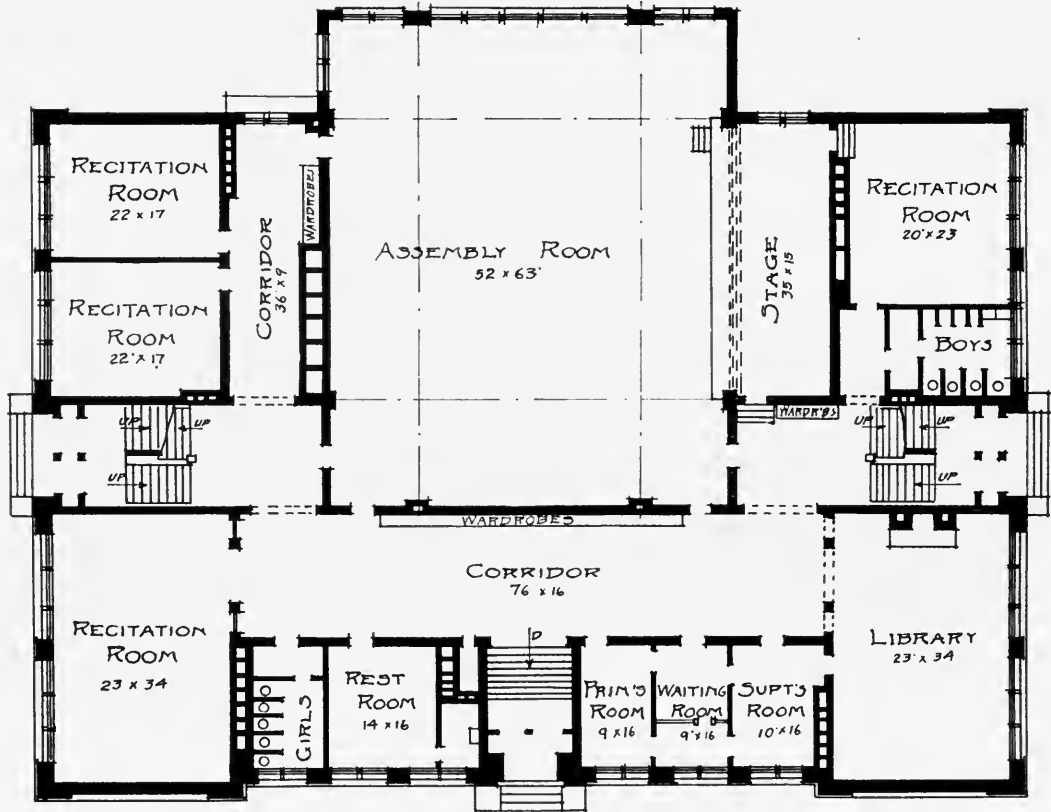 RECITATION
ROOM
22 x 17
RECITATION
ROOM
22' x 17
CORRIDOR
36' x 9
WARDROBES
ASSEMBLY ROOM
52 x 63'
STAGE
35 x 15
RECITATION
ROOM
20' x 23
BOYS
WARDR'BS
UP
UP
UP
UP
UP
UP
WARDROBES
CORRIDOR
76 x 16
RECITATION
ROOM
23 x 34
GIRLS
REST
ROOM
14 x 16
D
PRIN'S
ROOM
9 x 16
WAITING
ROOM
9' x 16
SUPT'S
ROOM
10' x 16
LIBRARY
23' x 34